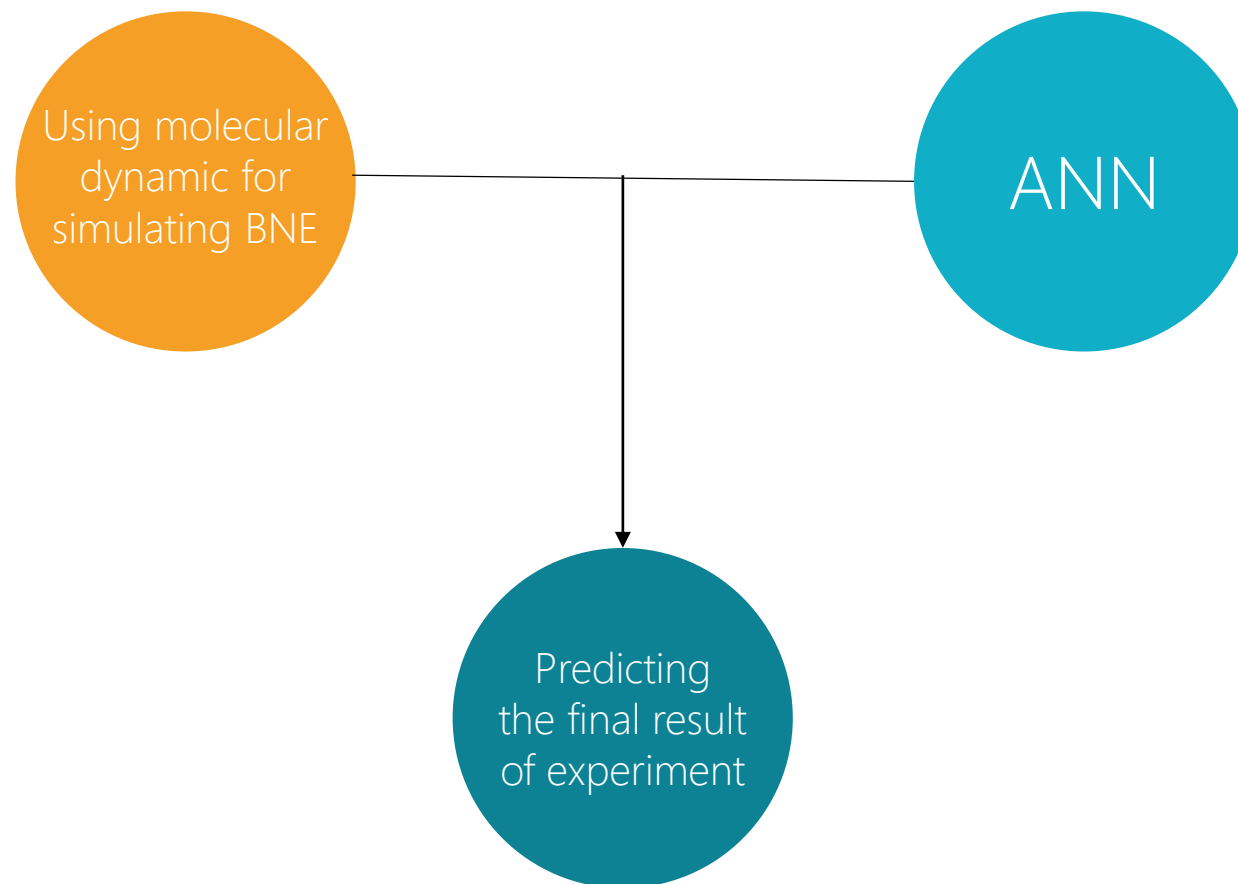 Using molecular
dynamic for
simulating BNE
ANN
Predicting
the final result
of experiment